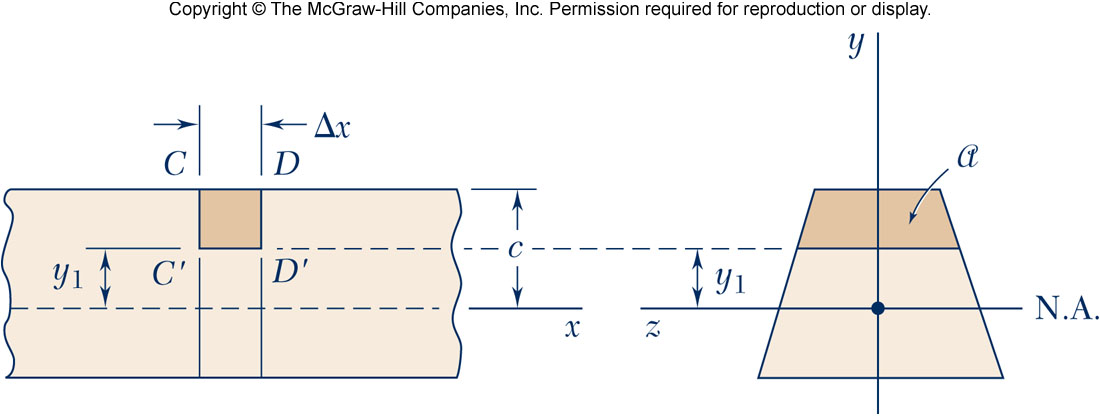 Copyright © The McGraw-Hill Companies, Inc. Permission required for reproduction or display.
y
Δx
C D
𝒶
c
y₁ C′ D′ y₁
x z N.A.